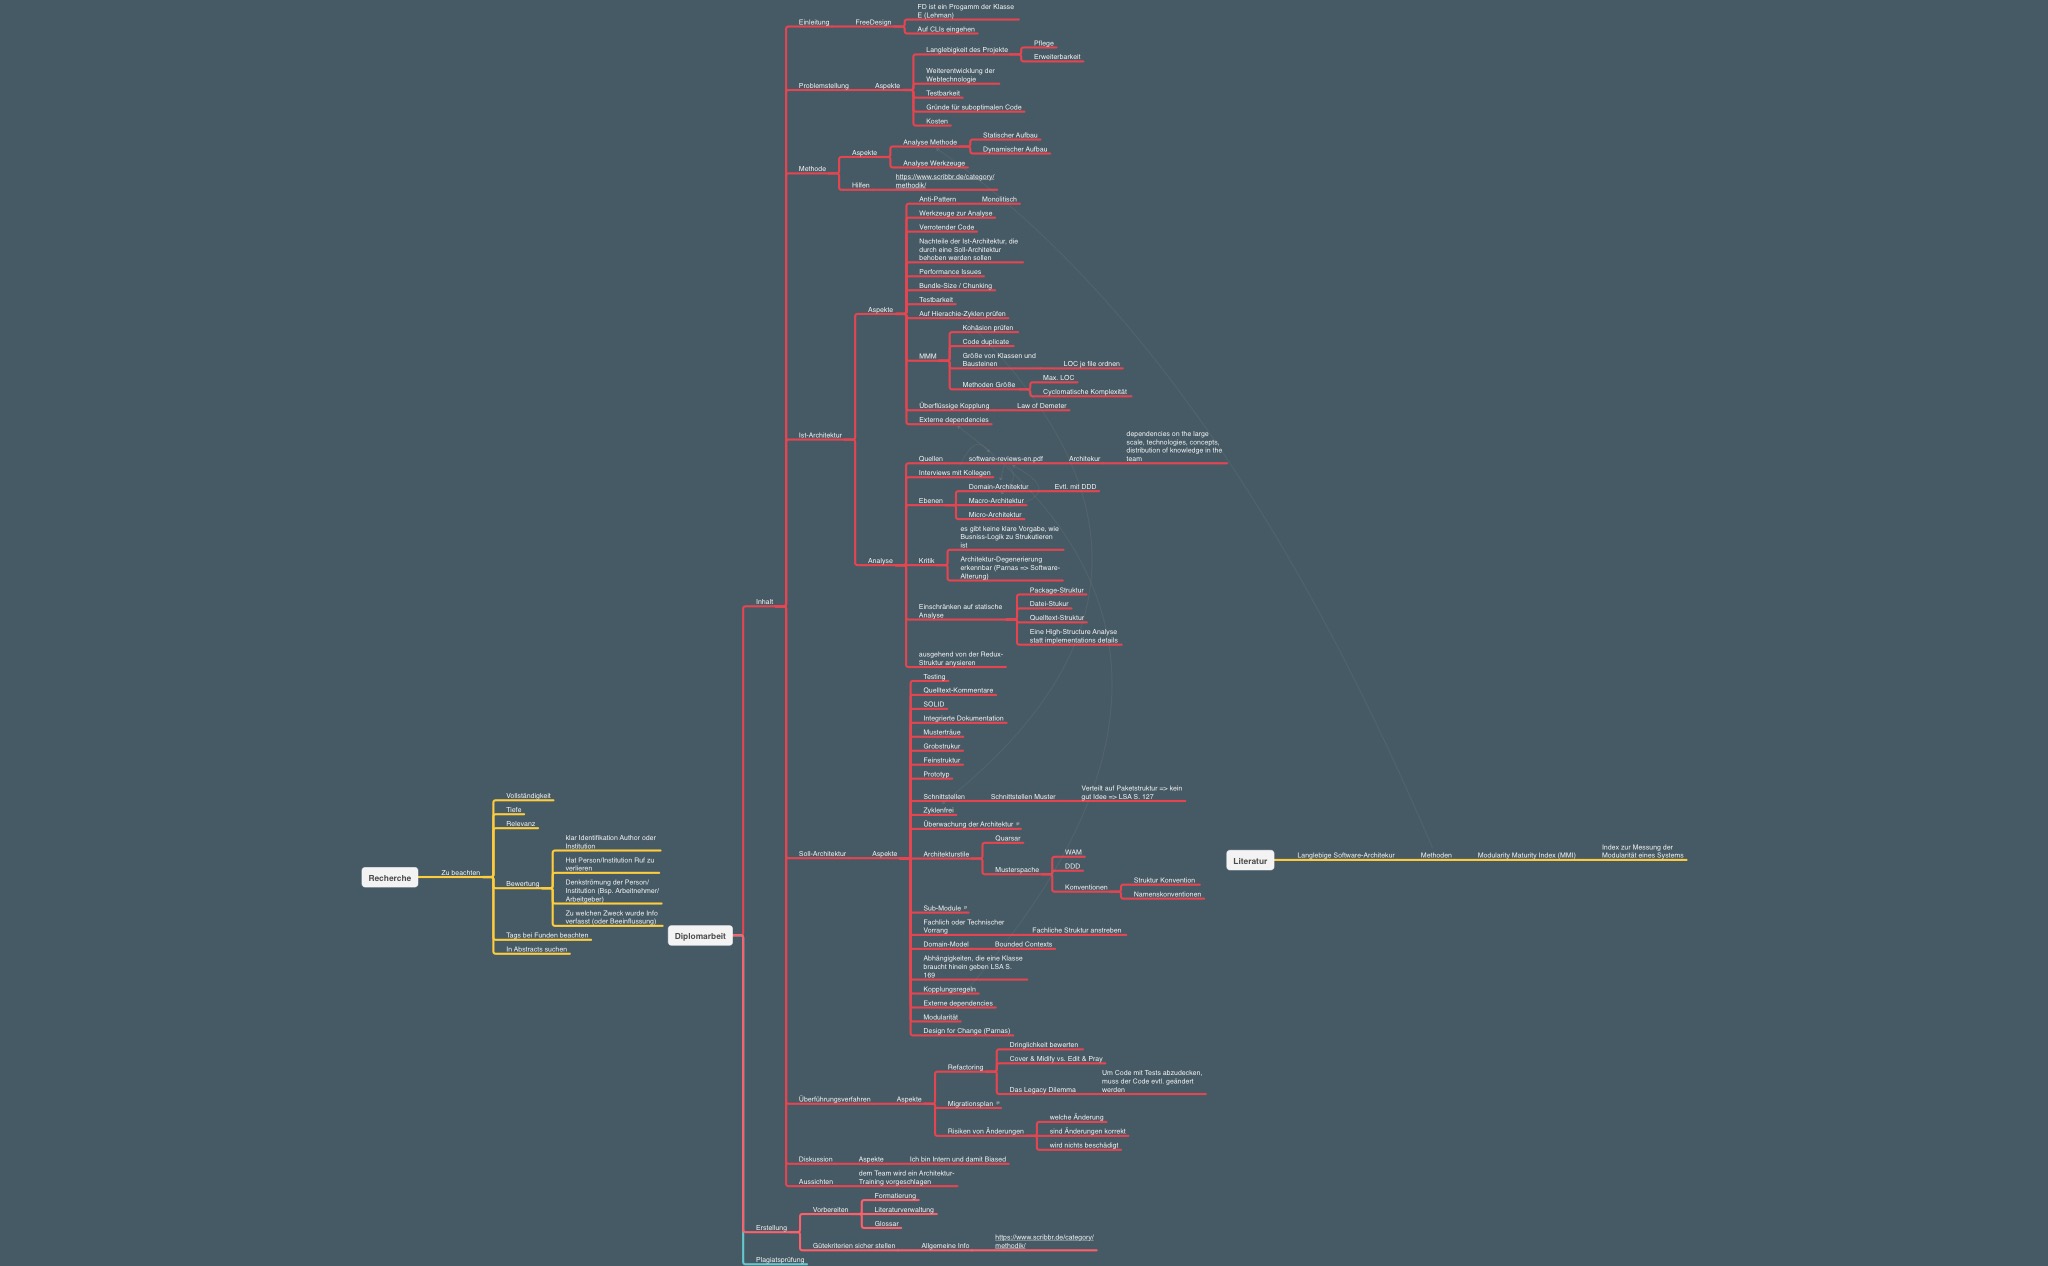 Recherche
Zu beachten
Vollständigkeit
Tiefe
Relevanz
Bewertung
klar Identifikation Author oder
Institution
Hat Person/Institution Ruf zu
verlieren
Denkströmung der Person/
Institution (Bsp. Arbeitnehmer/
Arbeitgeber)
Zu welchen Zweck wurde Info
verfasst (oder Beeinflussung)
Tags bei Funden beachten
In Abstracts suchen
Diplomarbeit
Inhalt
Einleitung
FreeDesign
FD ist ein Progamm der Klasse
E (Lehman)
Auf CLIs eingehen
Problemstellung
Aspekte
Langlebigkeit des Projekte
Pflege
Erweiterbarkeit
Weiterentwicklung der
Webtechnologie
Testbarkeit
Gründe für suboptimalen Code
Kosten
Methode
Aspekte
Analyse Methode
Statischer Aufbau
Dynamischer Aufbau
Analyse Werkzeuge
Hilfen
https://www.scribbr.de/category/
methodik/
Ist-Architektur
Aspekte
Anti-Pattern
Monolitisch
Werkzeuge zur Analyse
Verrotender Code
Nachteile der Ist-Architektur, die
durch eine Soll-Architektur
behoben werden sollen
Performance Issues
Bundle-Size / Chunking
Testbarkeit
Auf Hierachie-Zyklen prüfen
MMM
Kohäsion prüfen
Code duplicate
Größe von Klassen und
Bausteinen
LOC je file ordnen
Methoden Größe
Max. LOC
Cyclomatische Komplexität
Überflüssige Kopplung
Law of Demeter
Externe dependencies
Analyse
Quellen
software-reviews-en.pdf
Architekur
dependencies on the large
scale, technologies, concepts,
distribution of knowledge in the
team
Interviews mit Kollegen
Ebenen
Domain-Architektur
Evtl. mit DDD
Macro-Architektur
Micro-Architektur
Kritik
es gibt keine klare Vorgabe, wie
Busniss-Logik zu Strukutieren
ist
Architektur-Degenerierung
erkennbar (Parnas => Software-
Alterung)
Einschränken auf statische
Analyse
Package-Struktur
Datei-Stukur
Quelltext-Struktur
Eine High-Structure Analyse
statt implementations details
ausgehend von der Redux-
Struktur anysieren
Soll-Architektur
Aspekte
Testing
Quelltext-Kommentare
SOLID
Integrierte Dokumentation
Musterträue
Grobstrukur
Feinstruktur
Prototyp
Schnittstellen
Schnittstellen Muster
Verteilt auf Paketstruktur => kein
gut Idee => LSA S. 127
Zyklenfrei
Überwachung der Architektur
Architekturstile
Quarsar
Musterspache
WAM
DDD
Konventionen
Struktur Konvention
Namenskonventionen
Sub-Module
Fachlich oder Technischer
Vorrang
Fachliche Struktur anstreben
Domain-Model
Bounded Contexts
Abhängigkeiten, die eine Klasse
braucht hinein geben LSA S.
169
Kopplungsregeln
Externe dependencies
Modularität
Design for Change (Parnas)
Überführungsverfahren
Aspekte
Refactoring
Dringlichkeit bewerten
Cover & Midify vs. Edit & Pray
Das Legacy Dilemma
Um Code mit Tests abzudecken,
muss der Code evtl. geändert
werden
Migrationsplan
Risiken von Änderungen
welche Änderung
sind Änderungen korrekt
wird nichts beschädigt
Diskussion
Aspekte
Ich bin Intern und damit Biased
Aussichten
dem Team wird ein Architektur-
Training vorgeschlagen
Erstellung
Vorbereiten
Formatierung
Literaturverwaltung
Glossar
Gütekriterien sicher stellen
Allgemeine Info
https://www.scribbr.de/category/
methodik/
Plagiatsprüfung
Literatur
Langlebige Software-Architekur
Methoden
Modularity Maturity Index (MMI)
Index zur Messung der
Modularität eines Systems